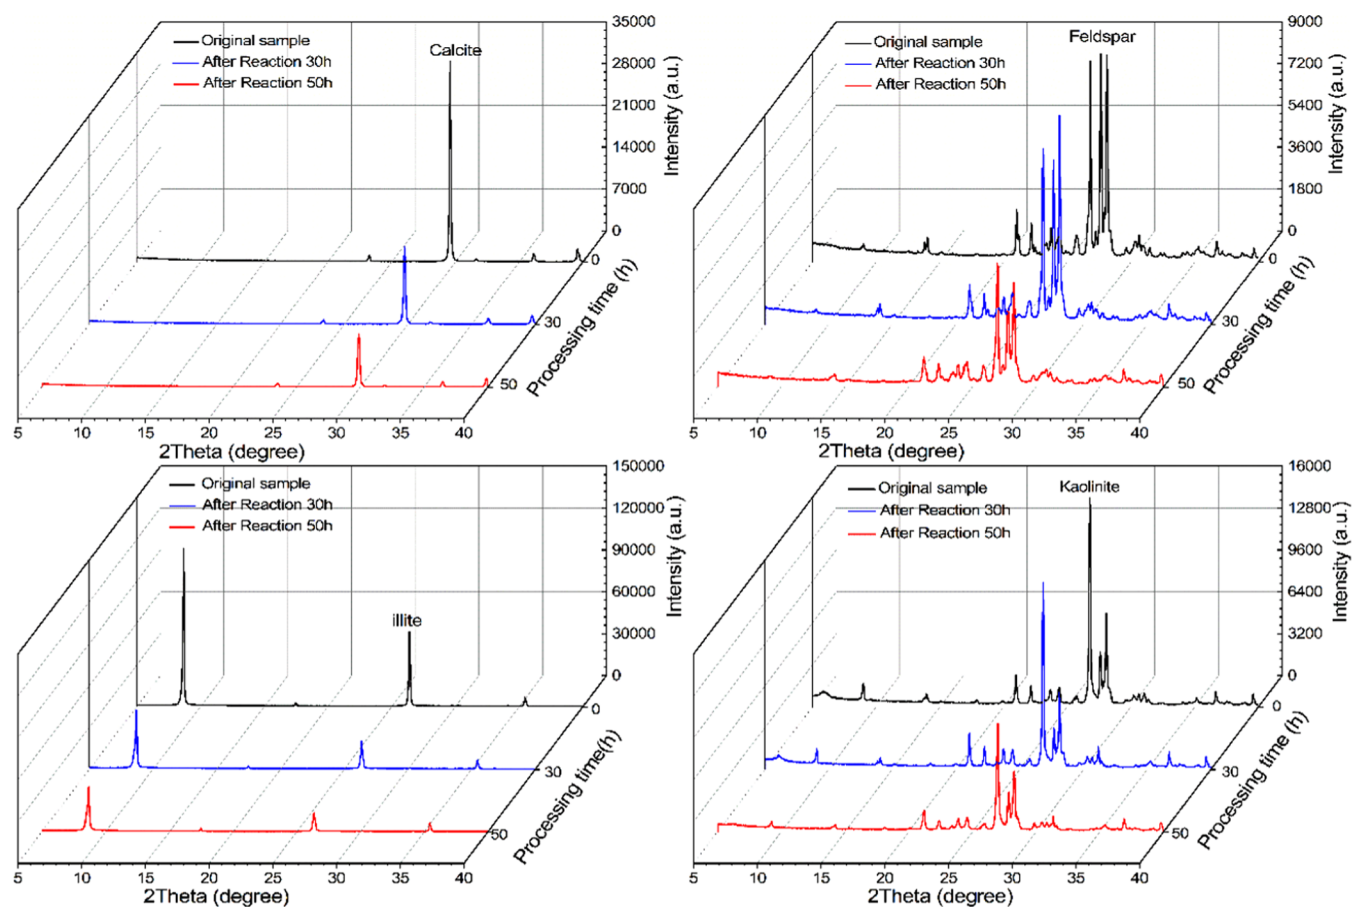 35000
28000
21000
14000
7000
0
Intensity (a.u.)
Original sample
After Reaction 30h
After Reaction 50h
Calcite
0
30
50
Processing time (h)
5 10 15 20 25 30 35 40
2Theta (degree)
9000
7200
5400
3600
1800
0
Intensity (a.u.)
Original sample
After Reaction 30h
After Reaction 50h
Feldspar
0
30
50
Processing time (h)
5 10 15 20 25 30 35 40
2Theta (degree)
150000
120000
90000
60000
30000
0
Intensity (a.u.)
Original sample
After Reaction 30h
After Reaction 50h
illite
0
30
50
Processing time(h)
5 10 15 20 25 30 35 40
2Theta (degree)
16000
12800
9600
6400
3200
0
Intensity (a.u.)
Original sample
After Reaction 30h
After Reaction 50h
Kaolinite
0
30
50
Processing time (h)
5 10 15 20 25 30 35 40
2Theta (degree)